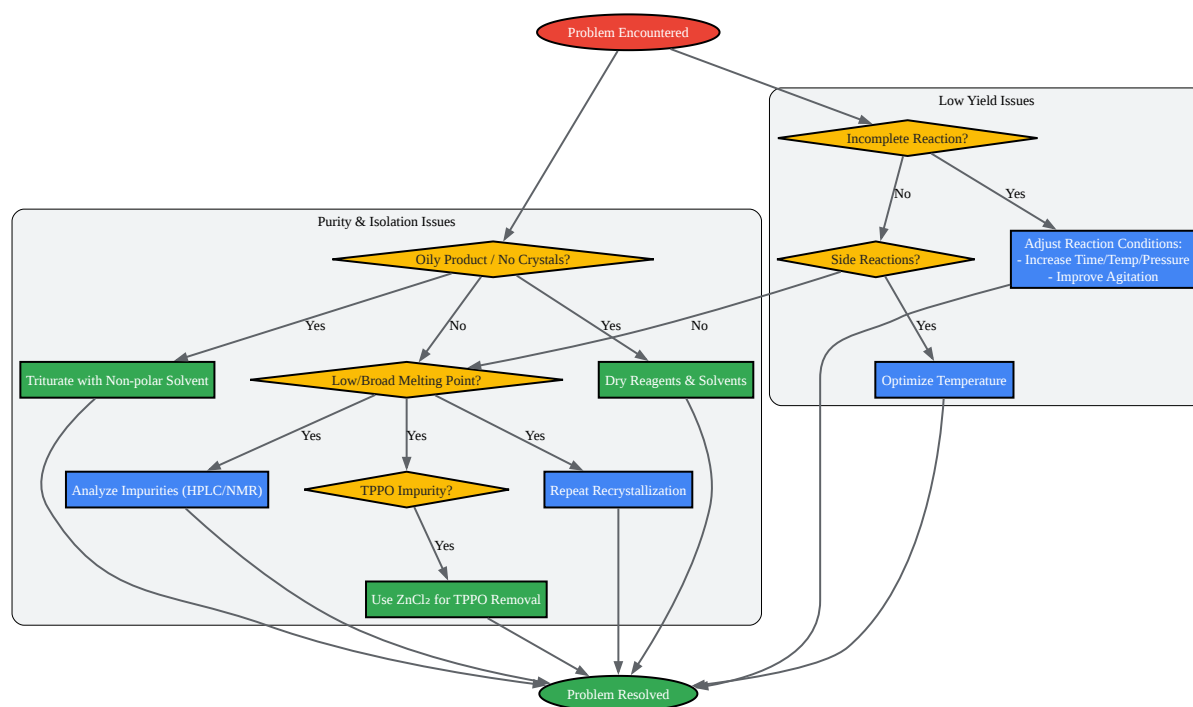 Problem Encountered
Low Yield Issues
Incomplete Reaction?
No
Yes
Purity & Isolation Issues
Oily Product / No Crystals?
Side Reactions?
Adjust Reaction Conditions:
- Increase Time/Temp/Pressure
- Improve Agitation
Yes
No
Yes
No
Yes
Triturate with Non-polar Solvent
Low/Broad Melting Point?
Dry Reagents & Solvents
Optimize Temperature
Yes
Yes
Yes
Analyze Impurities (HPLC/NMR)
TPPO Impurity?
Repeat Recrystallization
Yes
Use ZnCl₂ for TPPO Removal
Problem Resolved